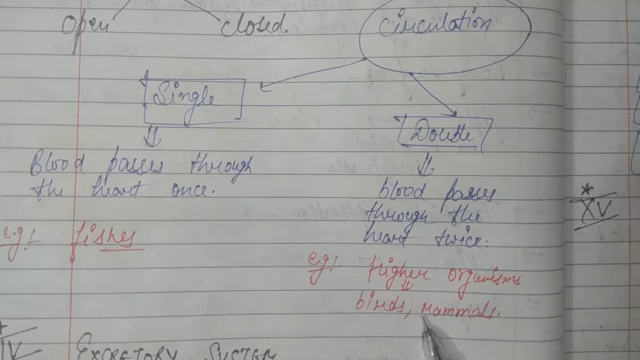 Open
closed.
Circulation
Single
Double
Blood passes through
the heart once.
blood passes
through the
heart twice.
e.g:- fishes
e.g:- Higher organisms
birds, mammals.
* XV
IV EXCRETORY SYSTEM